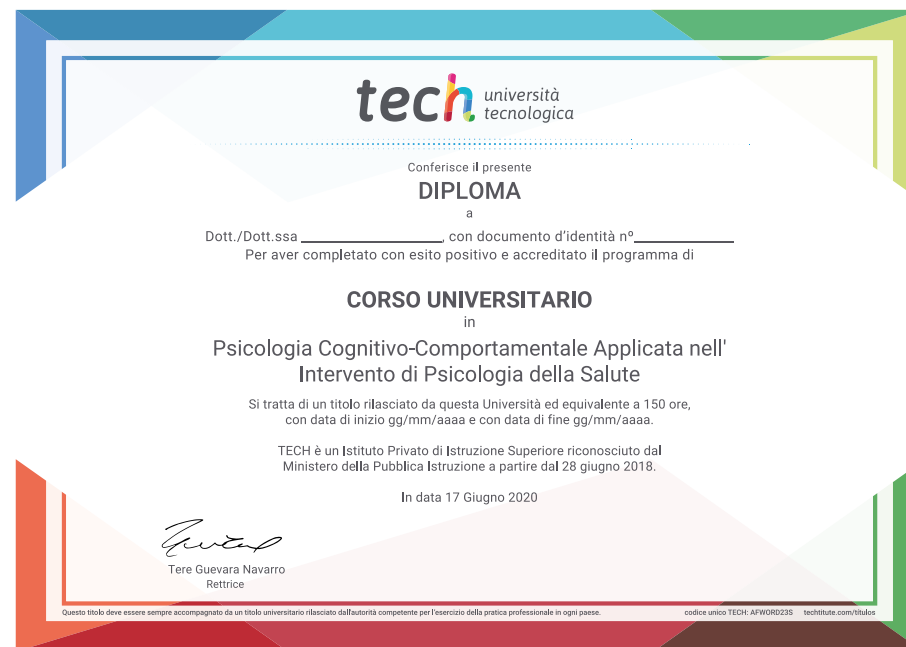 tech università
tecnologica
Conferisce il presente
DIPLOMA
a
Dott./Dott.ssa ____________________, con documento d'identità nº______________
Per aver completato con esito positivo e accreditato il programma di
CORSO UNIVERSITARIO
in
Psicologia Cognitivo-Comportamentale Applicata nell'
Intervento di Psicologia della Salute
Si tratta di un titolo rilasciato da questa Università ed equivalente a 150 ore,
con data di inizio gg/mm/aaaa e con data di fine gg/mm/aaaa.
TECH è un Istituto Privato di Istruzione Superiore riconosciuto dal
Ministero della Pubblica Istruzione a partire dal 28 giugno 2018.
In data 17 Giugno 2020
Tere Guevara Navarro
Rettrice
Questo titolo deve essere sempre accompagnato da un titolo universitario rilasciato dall'autorità competente per l'esercizio della pratica professionale in ogni paese. codice unico TECH: AFWORD23S techtitute.com/titulos